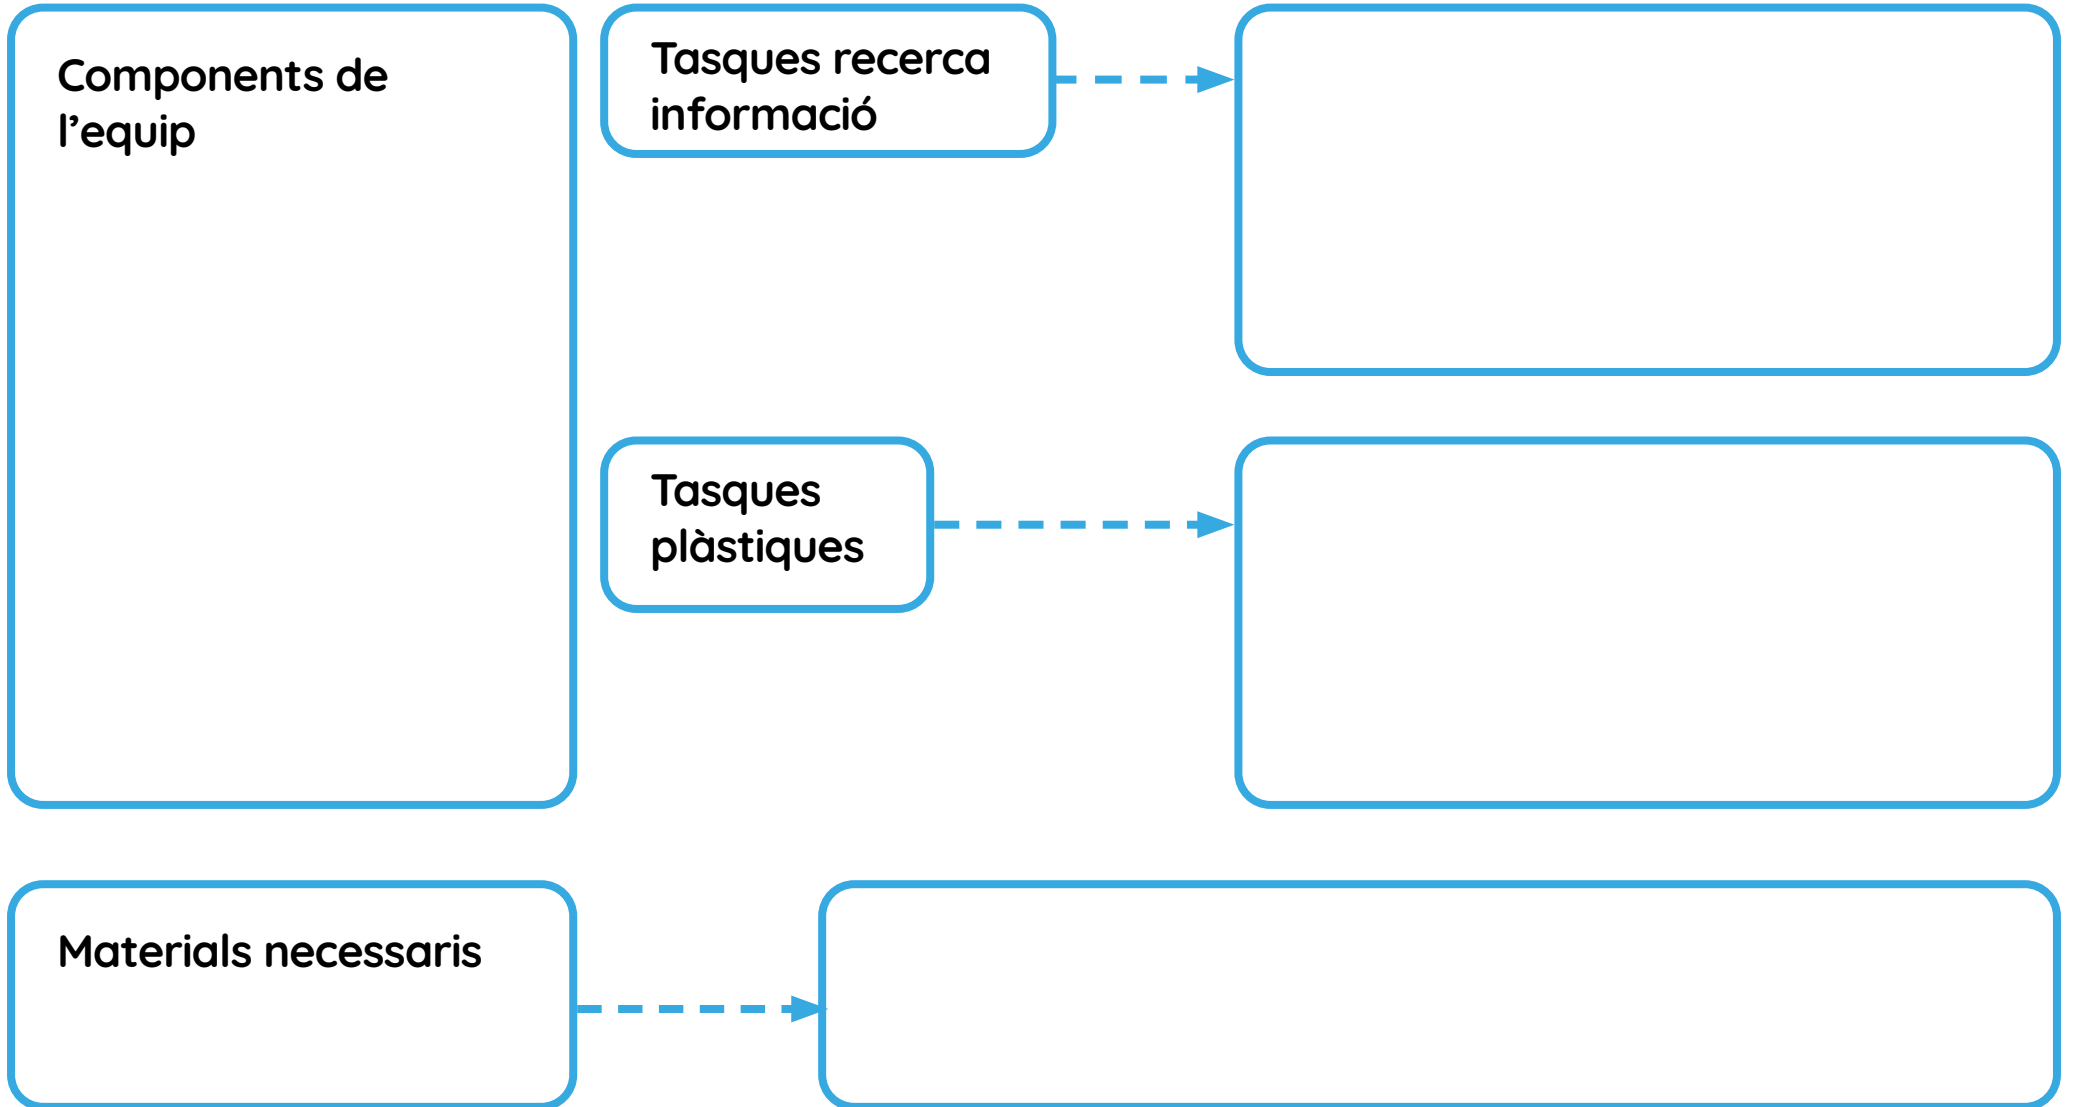 Components de
l’equip
Tasques recerca
informació
Tasques
plàstiques
Materials necessaris